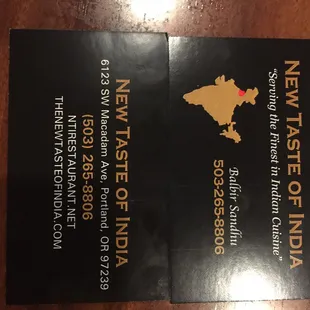 NEW TASTE OF INDIA
6123 SW Macadam Ave, Portland, OR 97239
(503) 265-8806
NTIRESTAURANT.NET
THENEWTASTEOFINDIA.COM
NEW TASTE OF INDIA
"Serving the Finest in Indian Cuisine"
Balbir Sandhu
503-265-8806